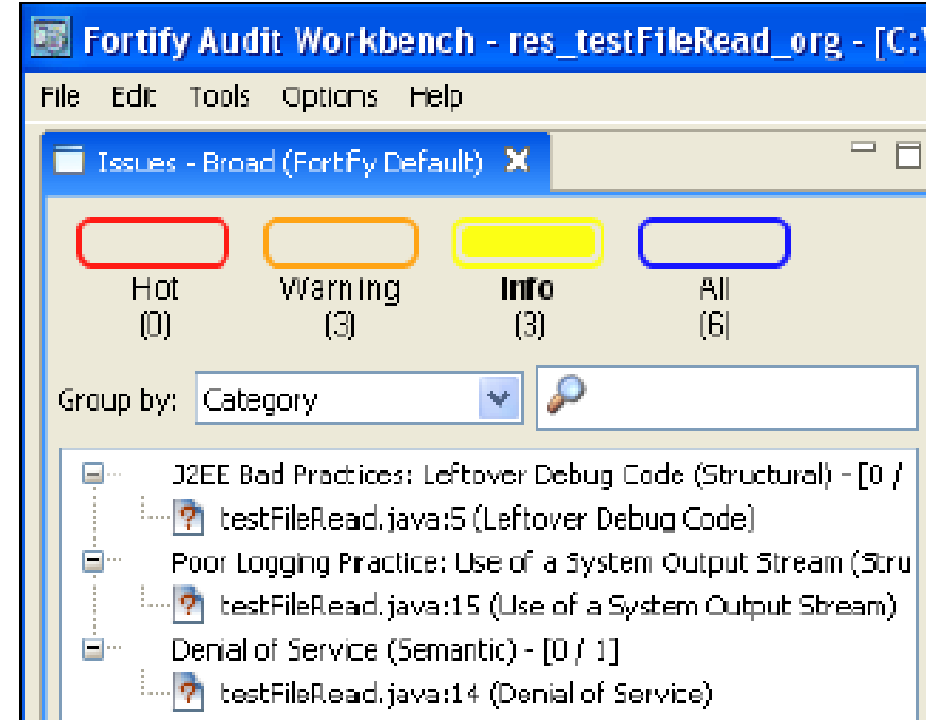 Fortify Audit Workbench - res_testFileRead_org - [C:\
File Edit Tools Options Help
Issues - Broad (Fortify Default)
Hot Warning Info All
(0) (3) (3) (6)
Group by: Category
J2EE Bad Practices: Leftover Debug Code (Structural) - [0 /
testFileRead.java:5 (Leftover Debug Code)
Poor Logging Practice: Use of a System Output Stream (Stru
testFileRead.java:15 (Use of a System Output Stream)
Denial of Service (Semantic) - [0 / 1]
testFileRead.java:14 (Denial of Service)